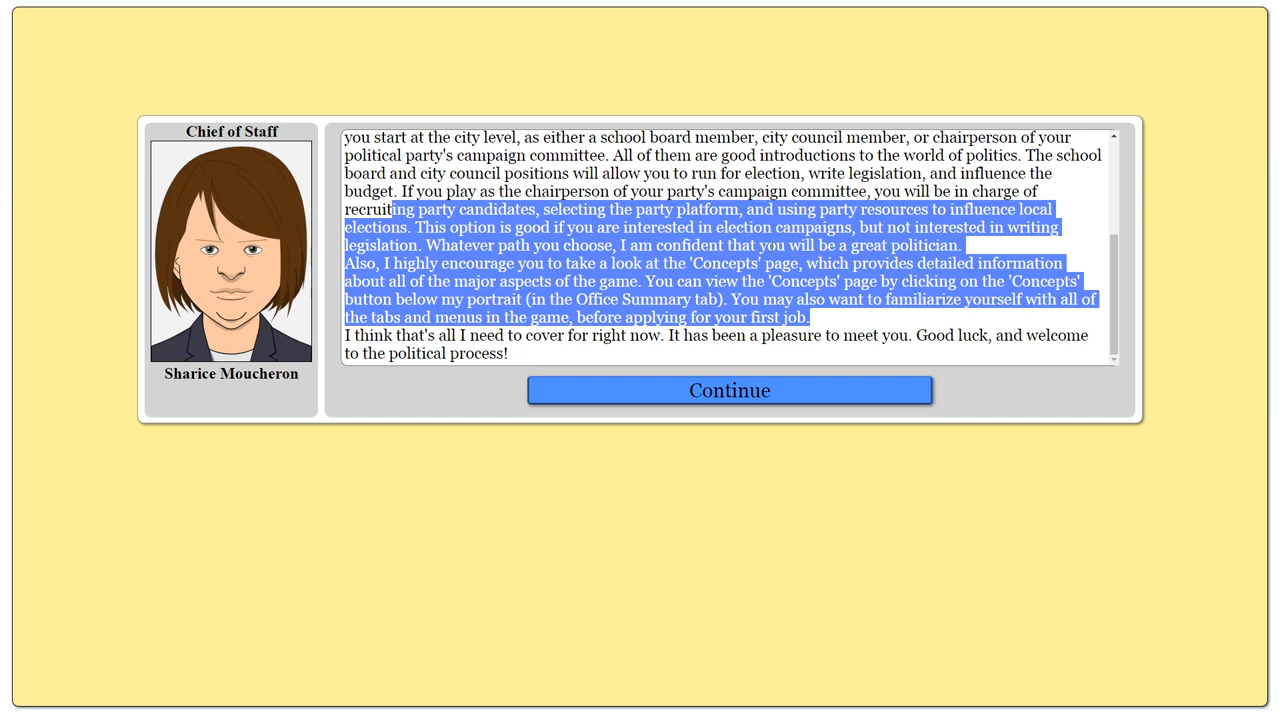 Chief of Staff
Sharice Moucheron
you start at the city level, as either a school board member, city council member, or chairperson of your
political party's campaign committee. All of them are good introductions to the world of politics. The school
board and city council positions will allow you to run for election, write legislation, and influence the
budget. If you play as the chairperson of your party's campaign committee, you will be in charge of
recruiting party candidates, selecting the party platform, and using party resources to influence local
elections. This option is good if you are interested in election campaigns, but not interested in writing
legislation. Whatever path you choose, I am confident that you will be a great politician.
Also, I highly encourage you to take a look at the 'Concepts' page, which provides detailed information
about all of the major aspects of the game. You can view the 'Concepts' page by clicking on the 'Concepts'
button below my portrait (in the Office Summary tab). You may also want to familiarize yourself with all of
the tabs and menus in the game, before applying for your first job.
I think that's all I need to cover for right now. It has been a pleasure to meet you. Good luck, and welcome
to the political process!
Continue